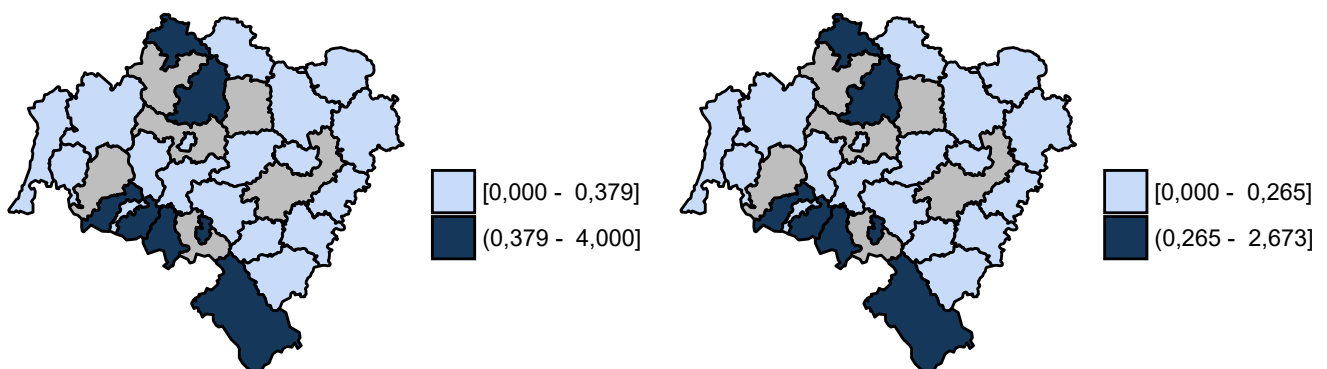 [0,000 - 0,379]
(0,379 - 4,000]
[0,000 - 0,265]
(0,265 - 2,673]